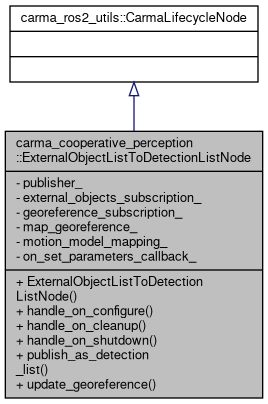 carma_ros2_utils::CarmaLifecycleNode
carma_cooperative_perception
::ExternalObjectListToDetectionListNode
- publisher_
- external_objects_subscription_
- georeference_subscription_
- map_georeference_
- motion_model_mapping_
- on_set_parameters_callback_
+ ExternalObjectListToDetection
ListNode()
+ handle_on_configure()
+ handle_on_cleanup()
+ handle_on_shutdown()
+ publish_as_detection
_list()
+ update_georeference()